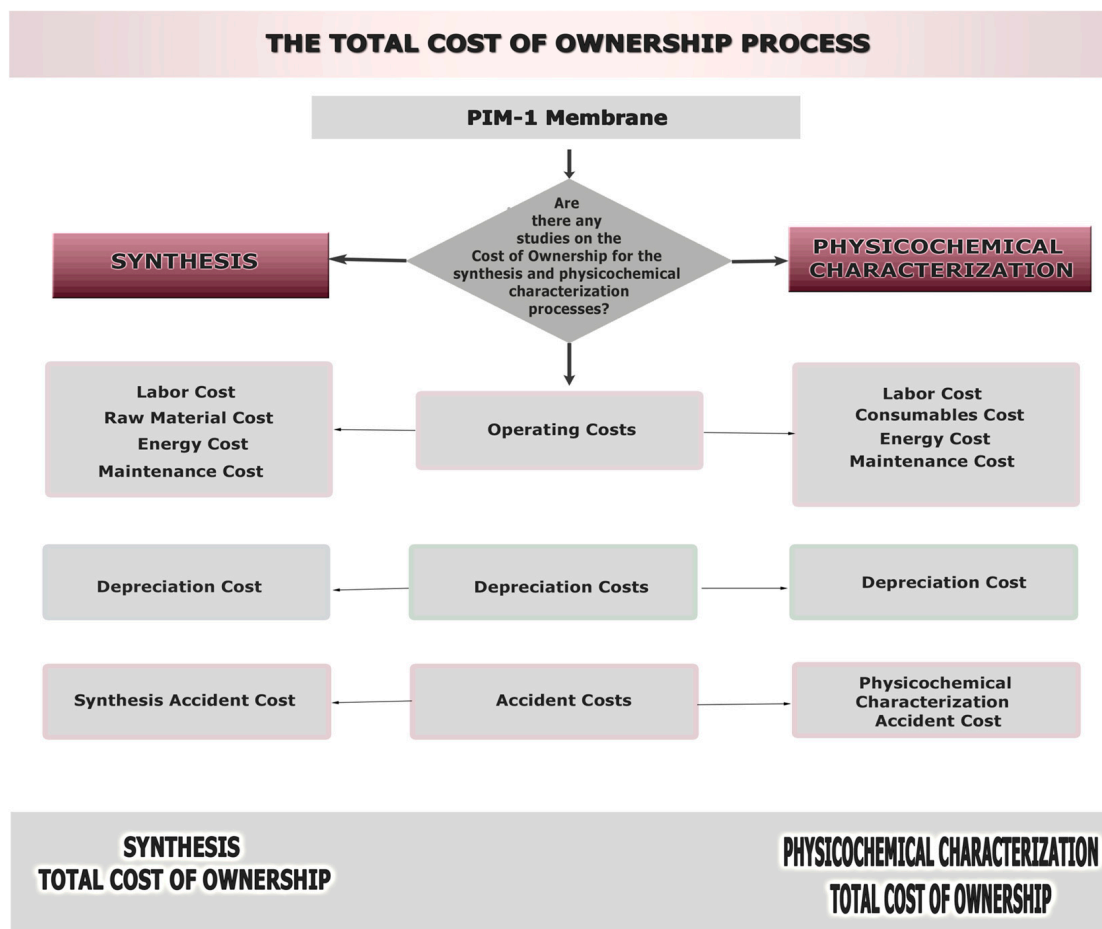 THE TOTAL COST OF OWNERSHIP PROCESS
PIM-1 Membrane
Are
there any
studies on the
Cost of Ownership for the
synthesis and physicochemical
characterization
processes?
SYNTHESIS
PHYSICOCHEMICAL
CHARACTERIZATION
Labor Cost
Raw Material Cost
Energy Cost
Maintenance Cost
Operating Costs
Labor Cost
Consumables Cost
Energy Cost
Maintenance Cost
Depreciation Cost
Depreciation Costs
Depreciation Cost
Synthesis Accident Cost
Accident Costs
Physicochemical
Characterization
Accident Cost
SYNTHESIS
TOTAL COST OF OWNERSHIP
PHYSICOCHEMICAL CHARACTERIZATION
TOTAL COST OF OWNERSHIP